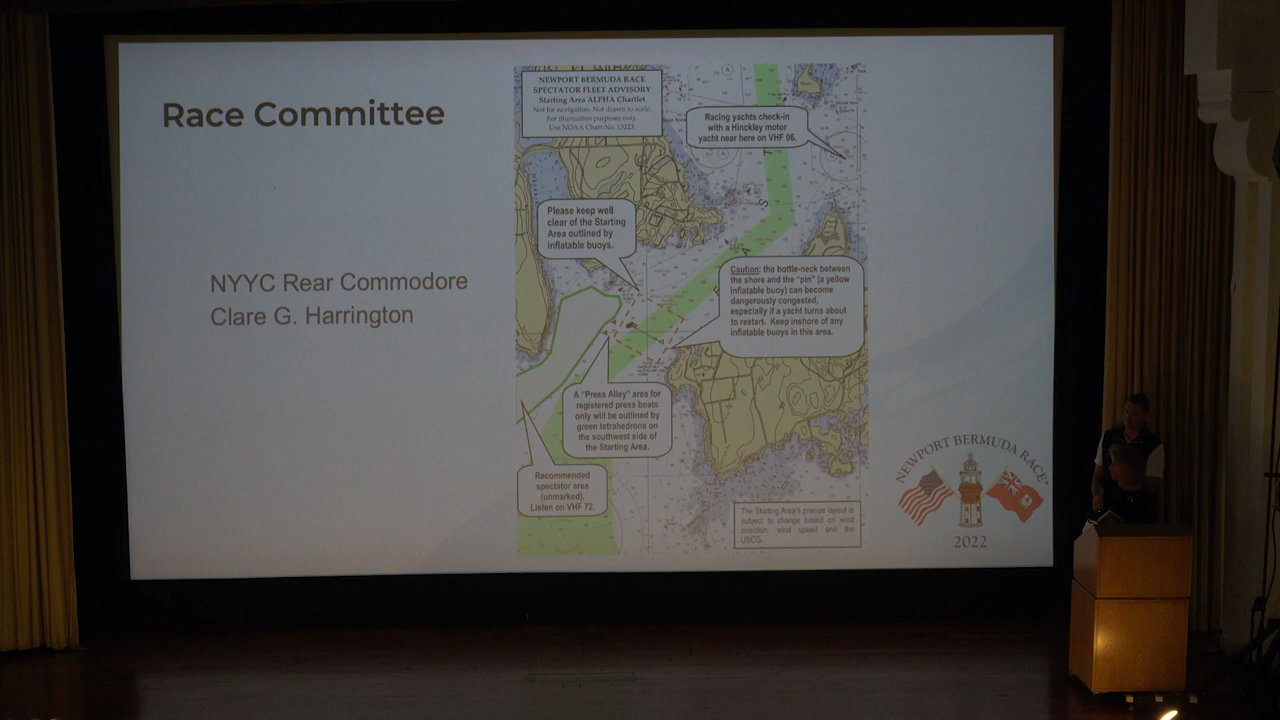 Race Committee
NYYC Rear Commodore
Clare G. Harrington
NEWPORT BERMUDA RACE
SPECTATOR FLEET ADVISORY
Starting Area ALPHA Chartlet
Not for navigation. Not drawn to scale.
For illustration purposes only.
Use NOAA Chart No. 13223.
Racing yachts check-in
with a Hinckley motor
yacht near here on VHF 06.
Please keep well
clear of the Starting
Area outlined by
inflatable buoys.
Caution: the bottle-neck between
the shore and the "pin" (a yellow
inflatable buoy) can become
dangerously congested,
especially if a yacht turns about
to restart. Keep inshore of any
inflatable buoys in this area.
A "Press Alley" area for
registered press boats
only will be outlined by
green tetrahedrons on
the southwest side of
the Starting Area.
Recommended
spectator area
(unmarked).
Listen on VHF 72.
The Starting Area's precise layout is
subject to change based on wind
direction, wind speed and the
USCG.
NEWPORT BERMUDA RACE
2022